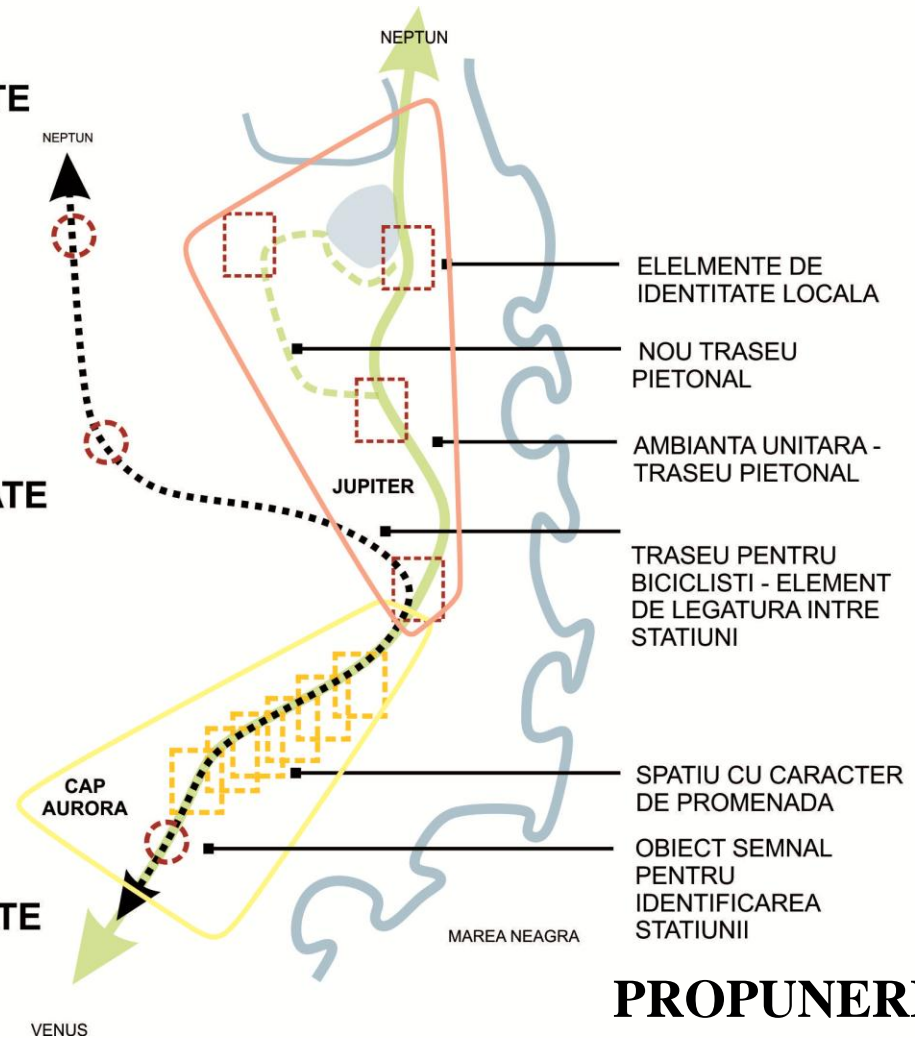 NEPTUN
TE
NEPTUN
ELELMENTE DE
IDENTITATE LOCALA
NOU TRASEU
PIETONAL
AMBIANTA UNITARA -
TRASEU PIETONAL
ATE
JUPITER
TRASEU PENTRU
BICICLISTI - ELEMENT
DE LEGATURA INTRE
STATIUNI
CAP
AURORA
SPATIU CU CARACTER
DE PROMENADA
OBIECT SEMNAL
PENTRU
IDENTIFICAREA
STATIUNII
TE
MAREA NEAGRA
PROPUNERI
VENUS